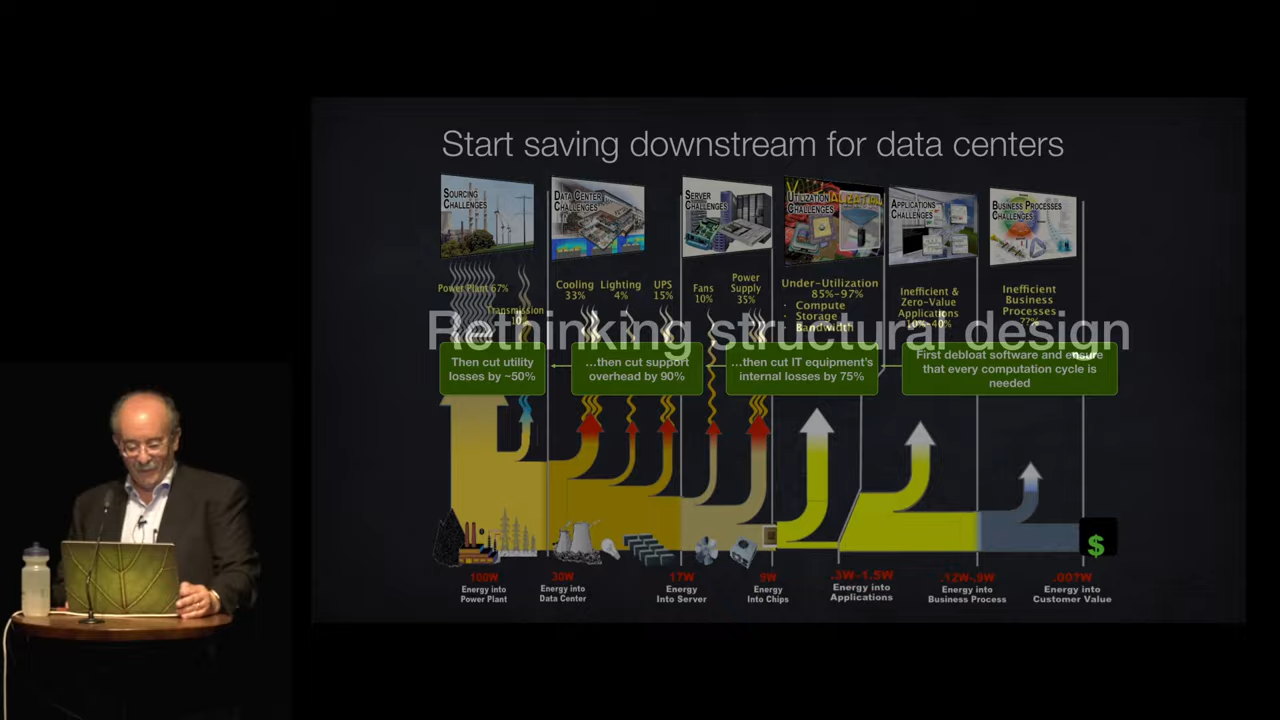 Start saving downstream for data centers
SOURCING
CHALLENGES
DATA CENTER
CHALLENGES
SERVER
CHALLENGES
UTILIZATION
CHALLENGES
APPLICATIONS
CHALLENGES
BUSINESS PROCESSES
CHALLENGES
Power Plant 67%
Transmission
Cooling
33%
Lighting
4%
UPS
15%
Fans
10%
Power
Supply
35%
Under-Utilization
85%-97%
· Compute
· Storage
· Bandwidth
Inefficient &
Zero-Value
Applications
Inefficient
Business
Processes
??%
Rethinking structural design
Then cut utility
losses by ~50%
...then cut support
overhead by 90%
...then cut IT equipment's
internal losses by 75%
First debloat software and ensure
that every computation cycle is
needed
$
100W
Energy into
Power Plant
30W
Energy into
Data Center
17W
Energy
Into Server
9W
Energy
Into Chips
.3W-1.5W
Energy into
Applications
.12W-.9W
Energy into
Business Process
.00?W
Energy into
Customer Value